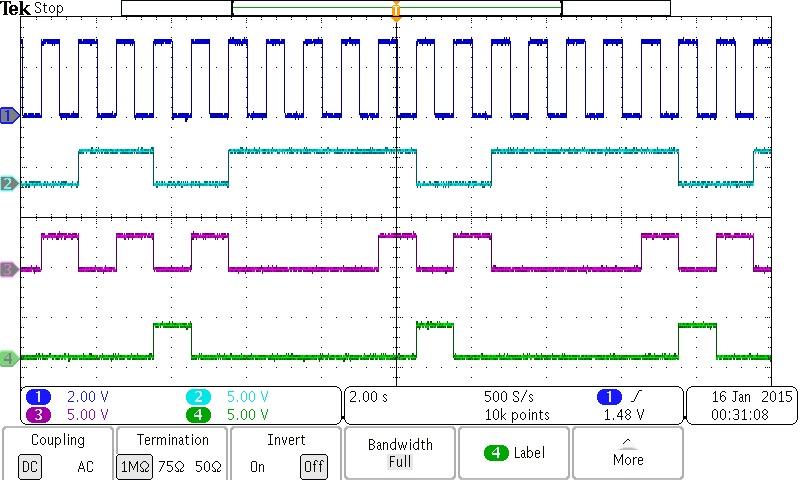 Tek Stop
T
1
2
3
4
1 2.00 V 2 5.00 V 2.00 s 500 S/s 1 16 Jan 2015
3 5.00 V 4 5.00 V 10k points 1.48 V 00:31:08
Coupling Termination Invert Bandwidth 4 Label More
DC AC 1MΩ 75Ω 50Ω On Off Full